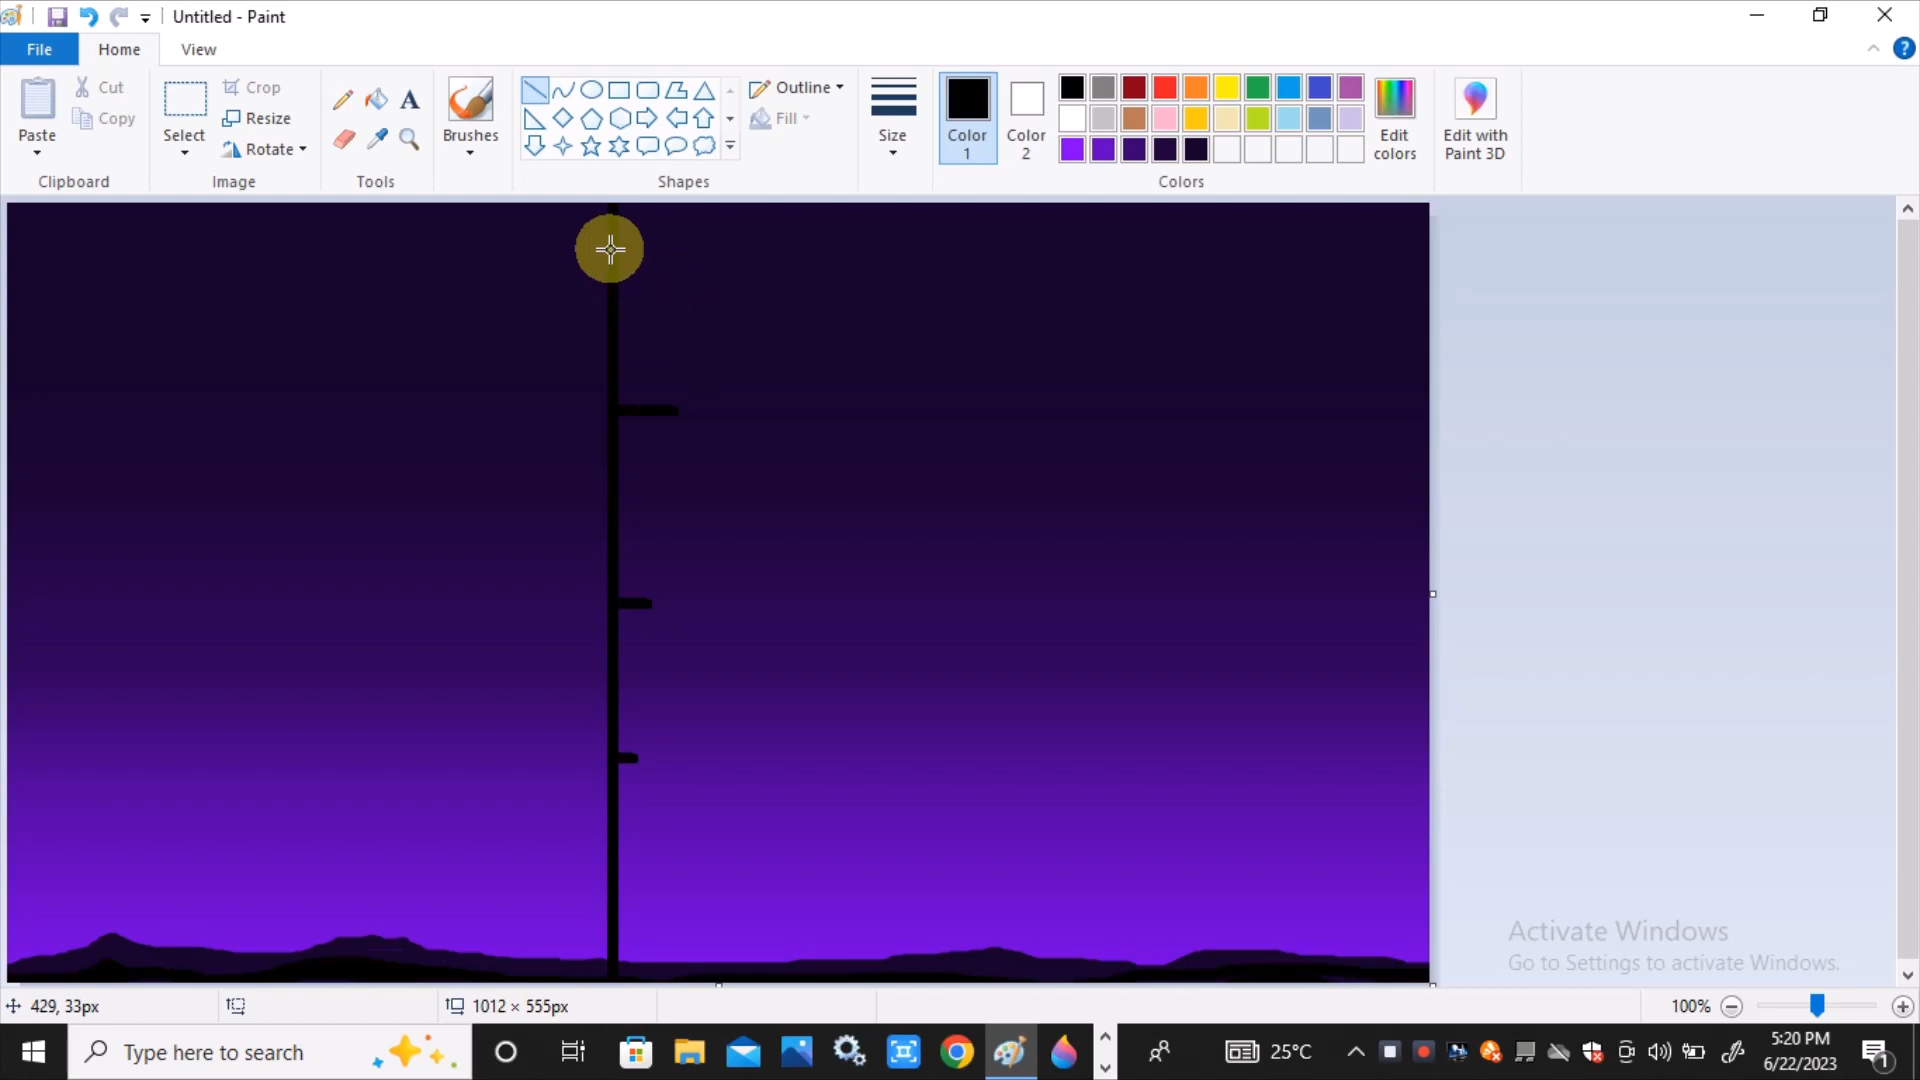 Untitled - Paint
File Home View
Paste
Cut
Copy
Clipboard
Select
Crop
Resize
Rotate
Image
Tools
Brushes
Shapes
Outline
Fill
Size
Color 1
Color 2
Colors
Edit colors
Edit with Paint 3D
Activate Windows
Go to Settings to activate Windows.
429, 33px
1012 × 555px
100%
Type here to search
25°C
5:20 PM
6/22/2023
1